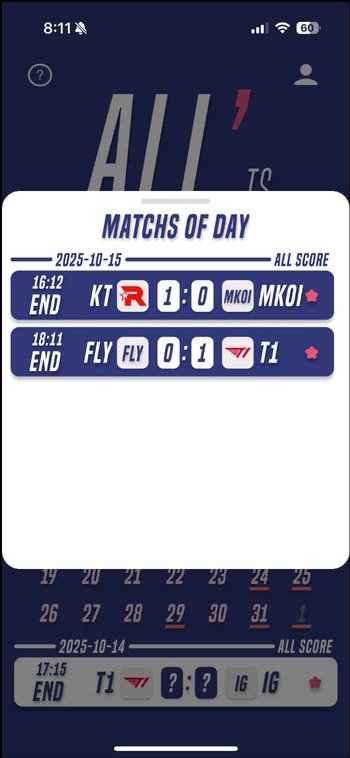 8:11 60
?
ALL'
TS
MATCHS OF DAY
2025-10-15 ALL SCORE
16:12
END KT R 1:0 MKOI MKOI
18:11
END FLY FLY 0:1 T1
19 20 21 22 23 24 25
26 27 28 29 30 31 1
2025-10-14 ALL SCORE
17:15
END T1 ?:? IG IG